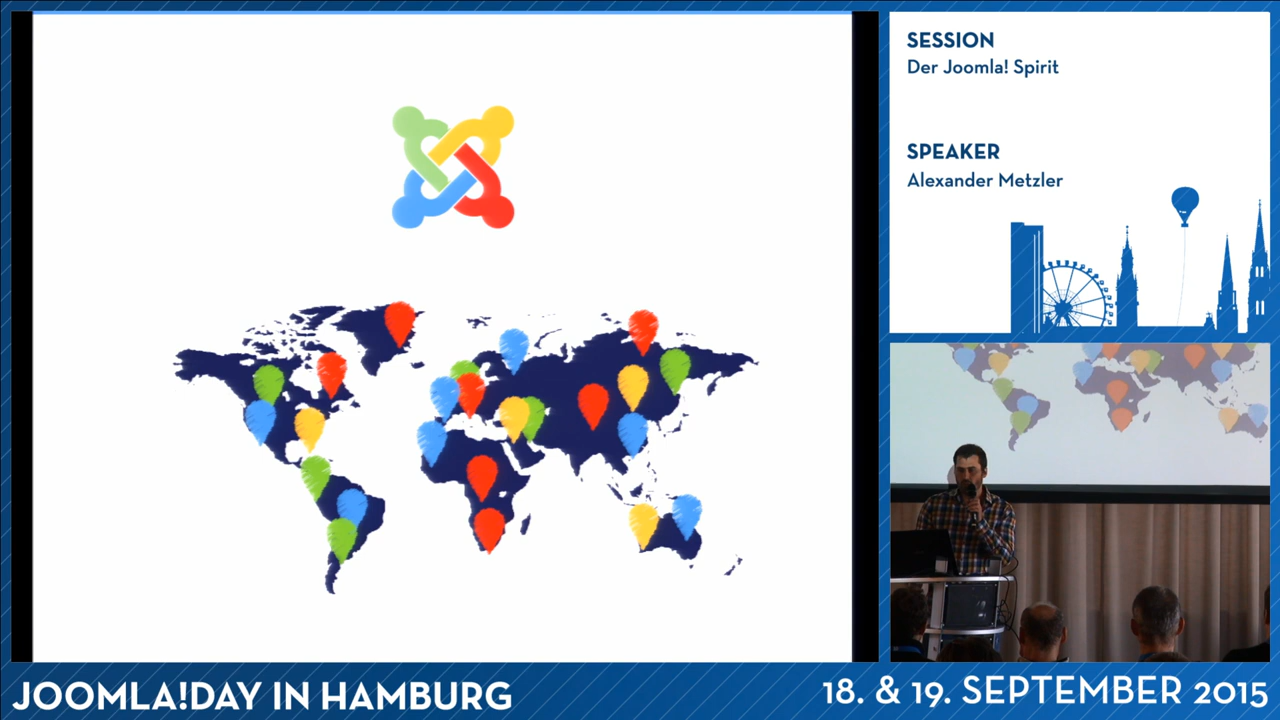 SESSION
Der Joomla! Spirit
SPEAKER
Alexander Metzler
JOOMLA!DAY IN HAMBURG
18. & 19. SEPTEMBER 2015